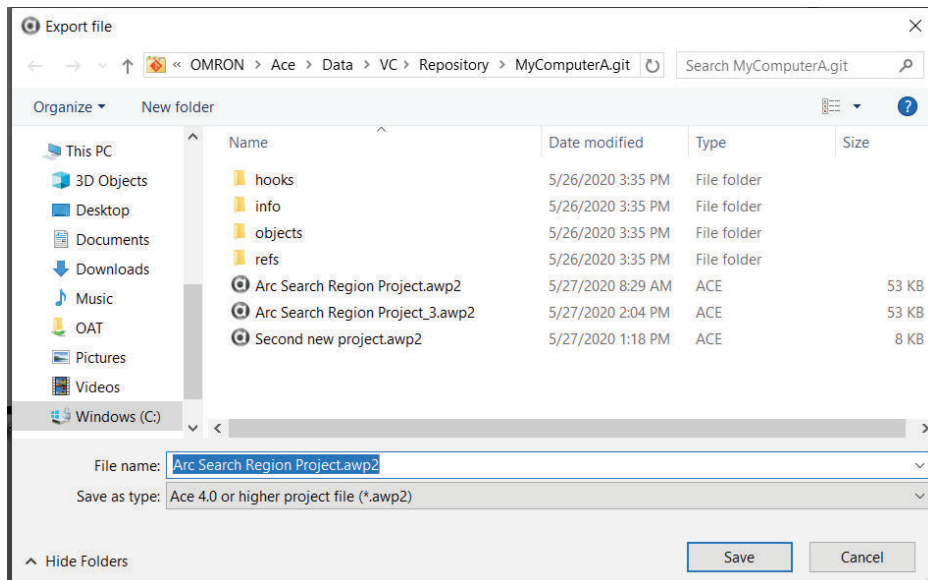 Export file
« OMRON > Ace > Data > VC > Repository > MyComputerA.git
Search MyComputerA.git
Organize
New folder
?
Name Date modified Type Size
This PC
3D Objects
Desktop
Documents
Downloads
Music
OAT
Pictures
Videos
Windows (C:)
hooks 5/26/2020 3:35 PM File folder
info 5/26/2020 3:35 PM File folder
objects 5/26/2020 3:35 PM File folder
refs 5/26/2020 3:35 PM File folder
Arc Search Region Project.awp2 5/27/2020 8:29 AM ACE 53 KB
Arc Search Region Project_3.awp2 5/27/2020 2:04 PM ACE 53 KB
Second new project.awp2 5/27/2020 1:18 PM ACE 8 KB
File name: Arc Search Region Project.awp2
Save as type: Ace 4.0 or higher project file (*.awp2)
Hide Folders
Save
Cancel